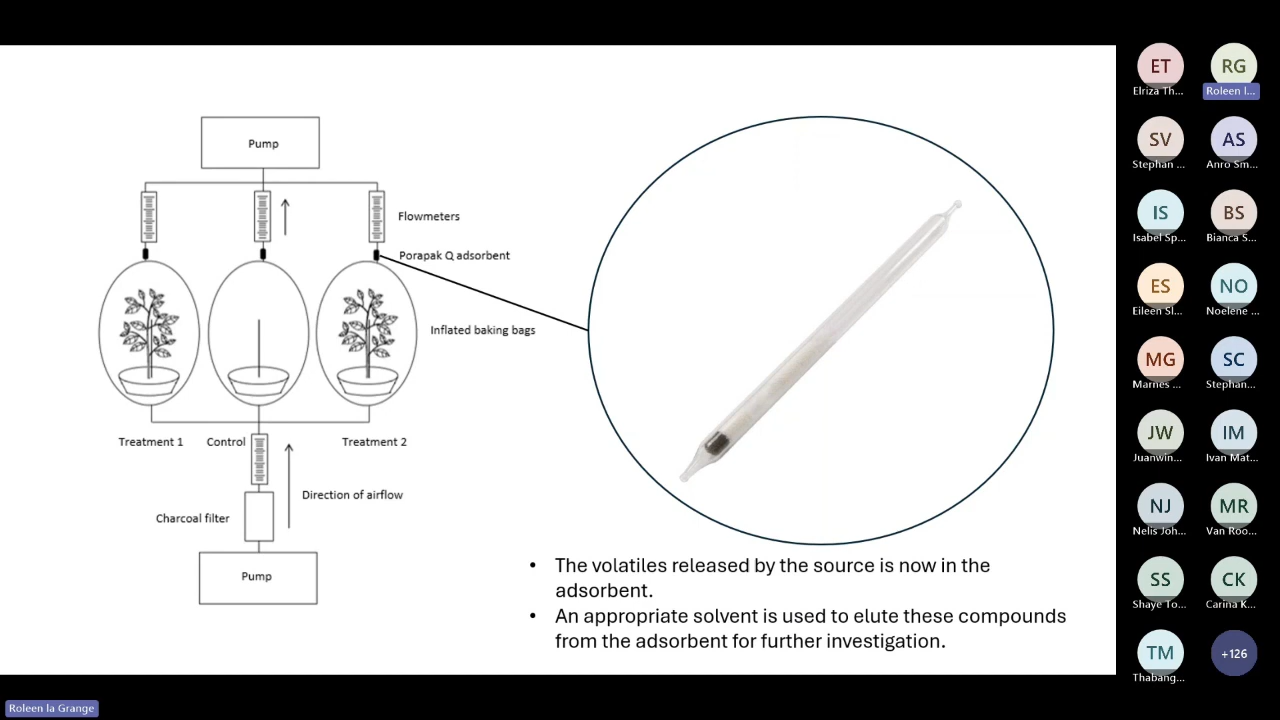 Pump
Flowmeters
Porapak Q adsorbent
Inflated baking bags
Treatment 1
Control
Treatment 2
Direction of airflow
Charcoal filter
Pump
• The volatiles released by the source is now in the
adsorbent.
• An appropriate solvent is used to elute these compounds
from the adsorbent for further investigation.
ET
RG
Elriza Th...
Roleen l...
SV
AS
Stephan ...
Anro Sm...
IS
BS
Isabel Sp...
Bianca S...
ES
NO
Eileen Sl...
Noelene ...
MG
SC
Marnes ...
Stephan...
JW
IM
Juanwin...
Ivan Mat...
NJ
MR
Nelis Joh...
Van Roo...
SS
CK
Shaye To...
Carina K...
TM
+126
Thabang...
Roleen la Grange